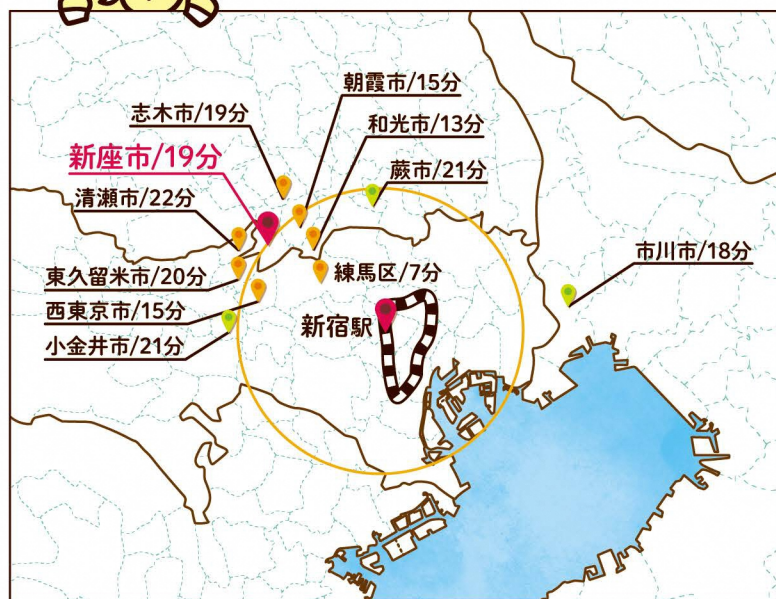 朝霞市/15分
志木市/19分
和光市/13分
新座市/19分
蕨市/21分
清瀬市/22分
市川市/18分
東久留米市/20分
練馬区/7分
西東京市/15分
新宿駅
小金井市/21分